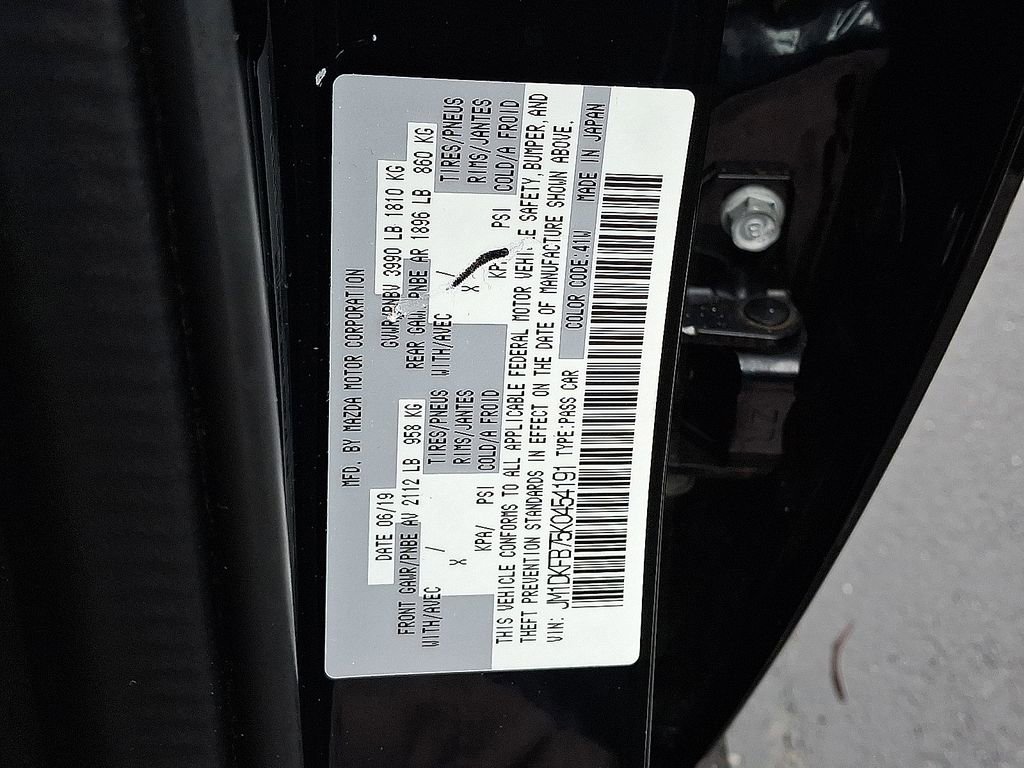 MFD. BY MAZDA MOTOR CORPORATION
DATE 06/19 GVWR/PNBV 3990 LB 1810 KG
FRONT GAWR/PNBE AV 2112 LB 958 KG REAR GAWR/PNBE AR 1896 LB 860 KG
WITH/AVEC / TIRES/PNEUS WITH/AVEC / TIRES/PNEUS
X RIMS/JANTES X RIMS/JANTES
KPA/ PSI COLD/A FROID KPA PSI COLD/A FROID
THIS VEHICLE CONFORMS TO ALL APPLICABLE FEDERAL MOTOR VEHICLE SAFETY, BUMPER, AND
THEFT PREVENTION STANDARDS IN EFFECT ON THE DATE OF MANUFACTURE SHOWN ABOVE.
VIN: JM1DKFB75K0454191 TYPE:PASS CAR COLOR CODE:41W MADE IN JAPAN